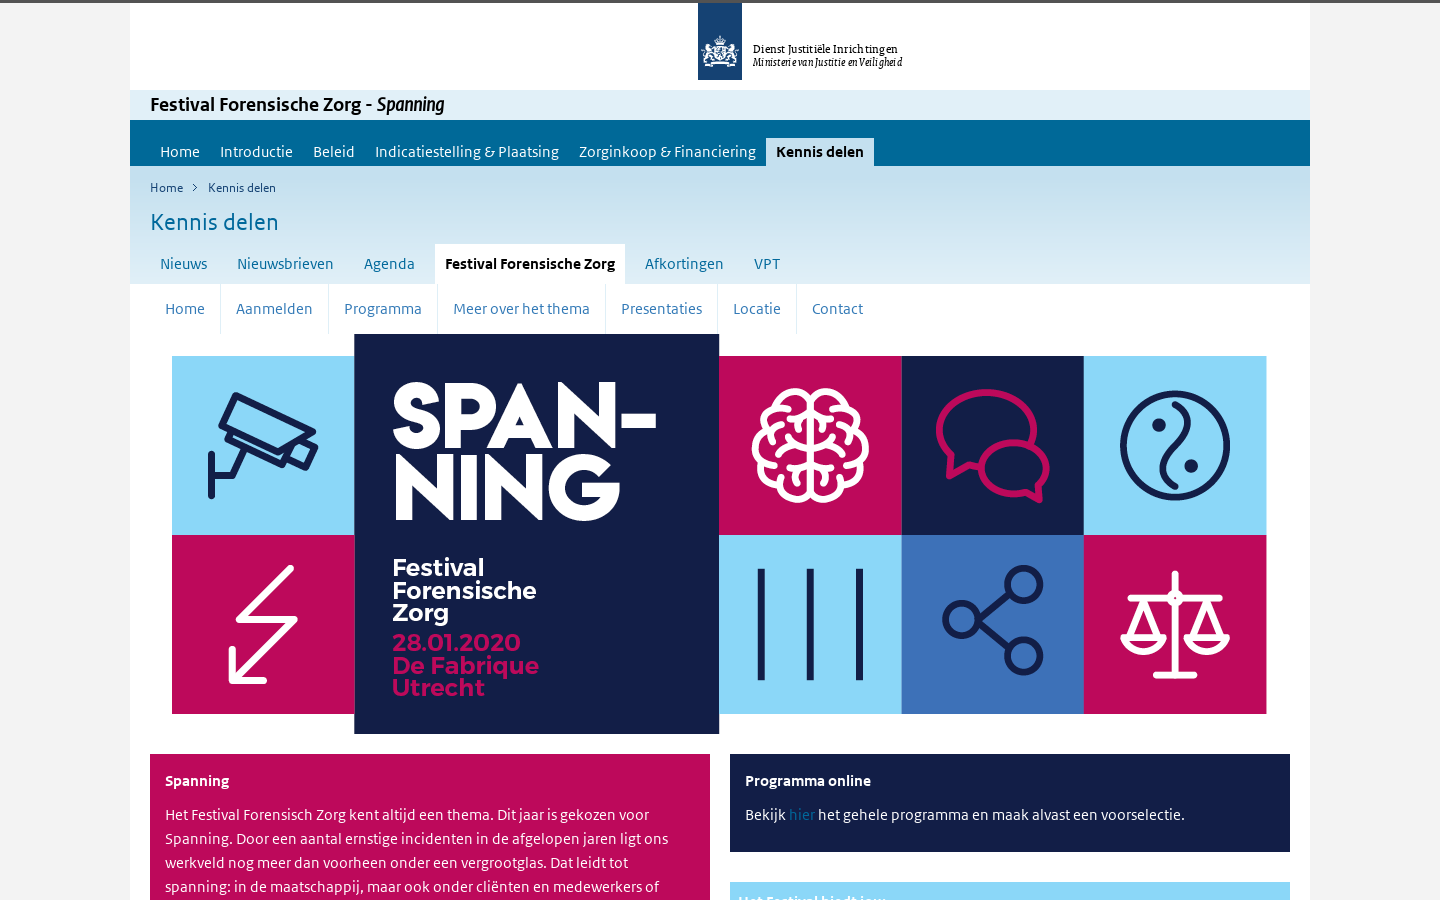 Dienst Justitiële Inrichtingen
Ministerie van Justitie en Veiligheid
Festival Forensische Zorg - Spanning
Home Introductie Beleid Indicatiestelling & Plaatsing Zorginkoop & Financiering Kennis delen
Home > Kennis delen
Kennis delen
Nieuws Nieuwsbrieven Agenda Festival Forensische Zorg Afkortingen VPT
Home Aanmelden Programma Meer over het thema Presentaties Locatie Contact
SPAN-
NING
Festival
Forensische
Zorg
28.01.2020
De Fabrique
Utrecht
Spanning
Het Festival Forensisch Zorg kent altijd een thema. Dit jaar is gekozen voor
Spanning. Door een aantal ernstige incidenten in de afgelopen jaren ligt ons
werkveld nog meer dan voorheen onder een vergrootglas. Dat leidt tot
spanning: in de maatschappij, maar ook onder cliënten en medewerkers of
Programma online
Bekijk hier het gehele programma en maak alvast een voorselectie.